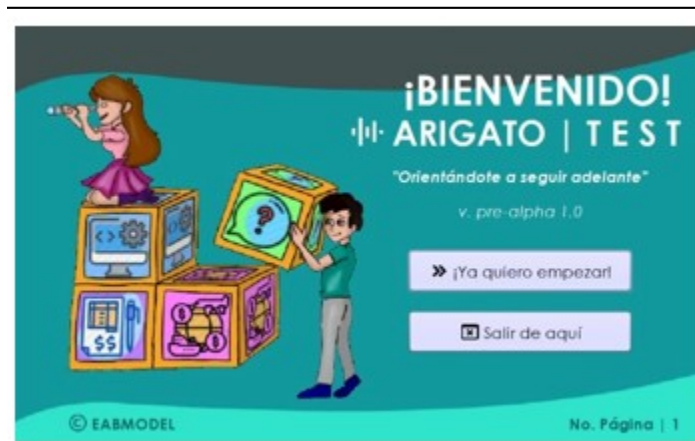 ¡BIENVENIDO!
ARIGATO | T E S T
"Orientándote a seguir adelante"
v. pre-alpha 1.0
¡Ya quiero empezar!
Salir de aquí
?
< >
$$
© EABMODEL
No. Página | 1